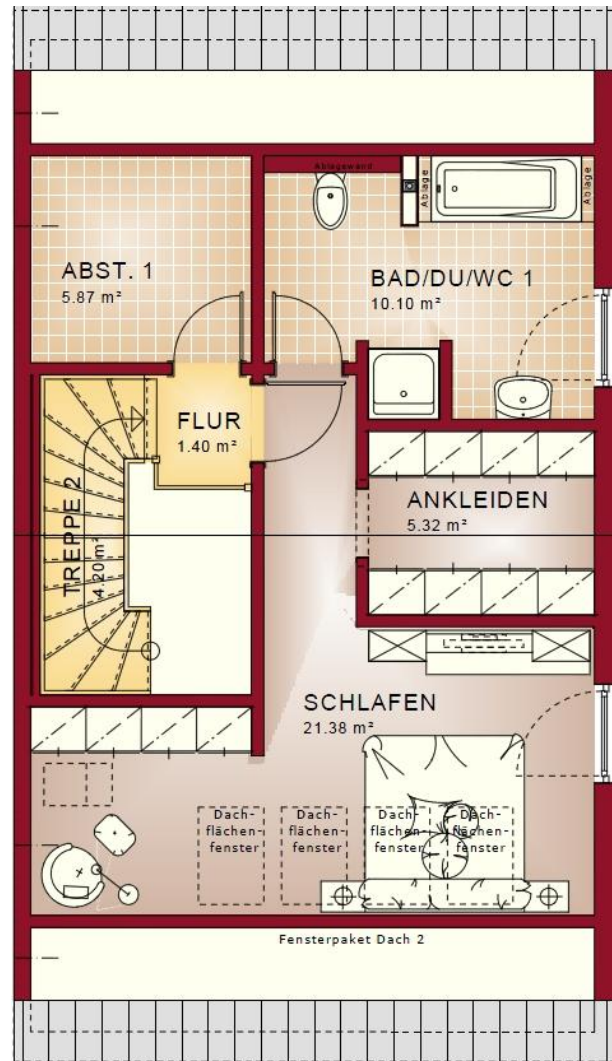 Ablagewand
Ablage
Ablage
ABST. 1
5.87 m²
BAD/DU/WC 1
10.10 m²
FLUR
1.40 m²
TREPPE 2
4.20 m²
ANKLEIDEN
5.32 m²
SCHLAFEN
21.38 m²
Dach-
flächen-
fenster
Dach-
flächen-
fenster
Dach-
flächen-
fenster
Dach-
flächen-
fenster
Fensterpaket Dach 2